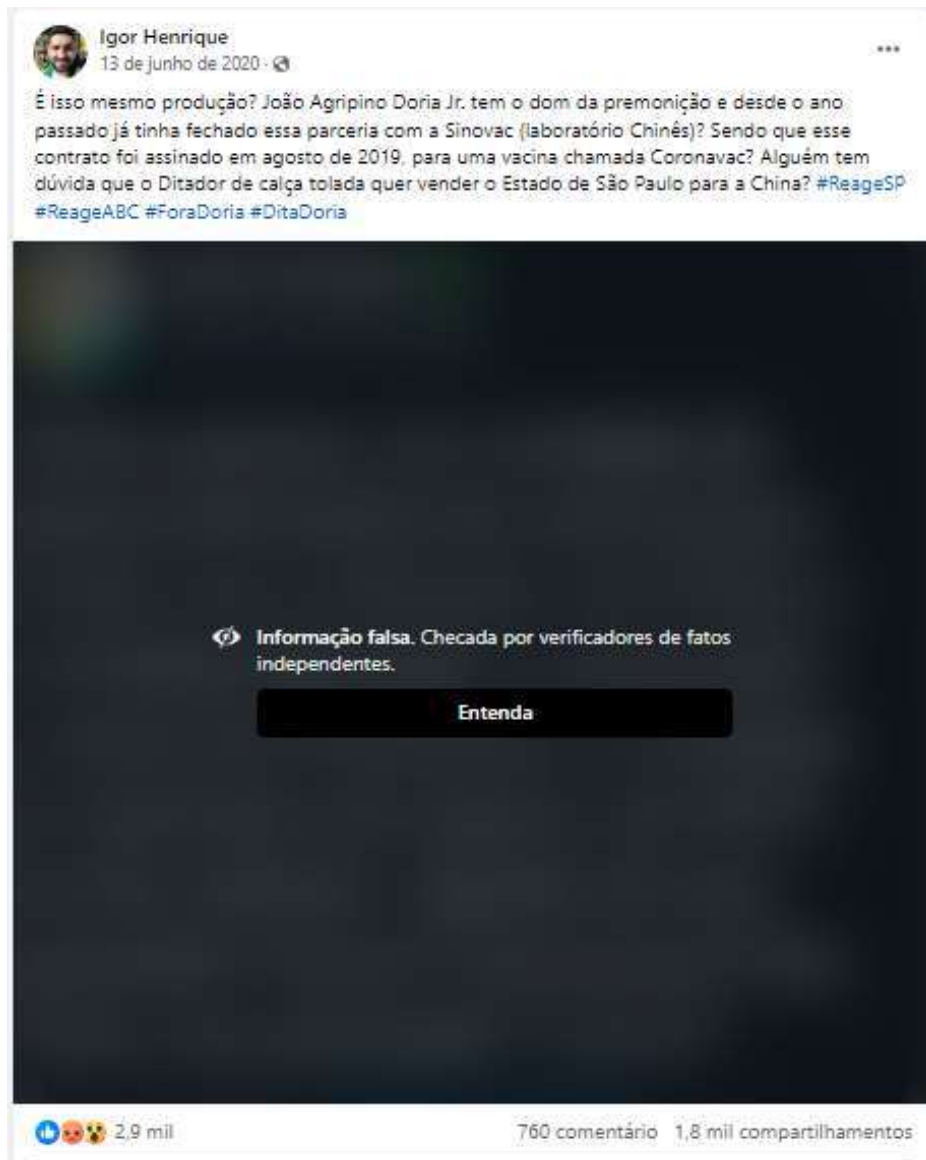 Igor Henrique
13 de junho de 2020 ·
É isso mesmo produção? João Agripino Doria Jr. tem o dom da premonição e desde o ano
passado já tinha fechado essa parceria com a Sinovac (laboratório Chinês)? Sendo que esse
contrato foi assinado em agosto de 2019, para uma vacina chamada Coronavac? Alguém tem
dúvida que o Ditador de calça tolada quer vender o Estado de São Paulo para a China? #ReageSP
#ReageABC #ForaDoria #DitaDoria
Informação falsa. Checada por verificadores de fatos
independentes.
Entenda
2,9 mil 760 comentário 1,8 mil compartilhamentos